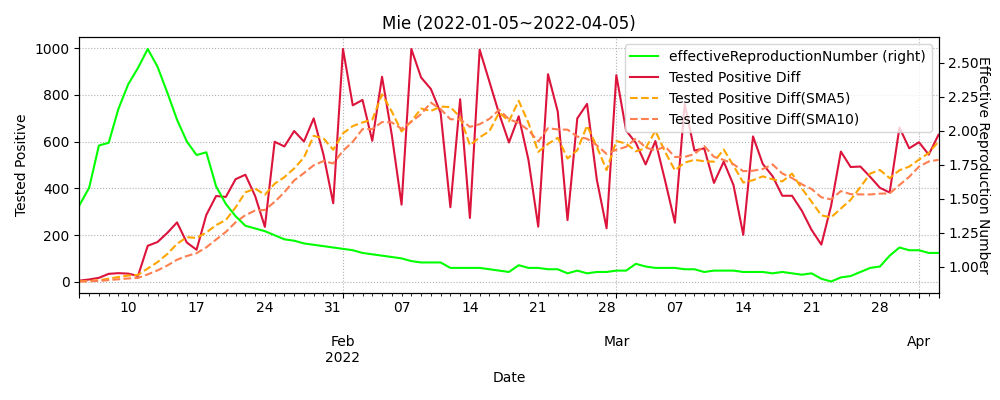 Mie (2022-01-05~2022-04-05)
effectiveReproductionNumber (right)
Tested Positive Diff
Tested Positive Diff(SMA5)
Tested Positive Diff(SMA10)
Tested Positive
1000
800
600
400
200
0
Effective Reproduction Number
2.50
2.25
2.00
1.75
1.50
1.25
1.00
10 17 24 31 07 14 21 28 07 14 21 28
Feb Mar Apr
2022
Date